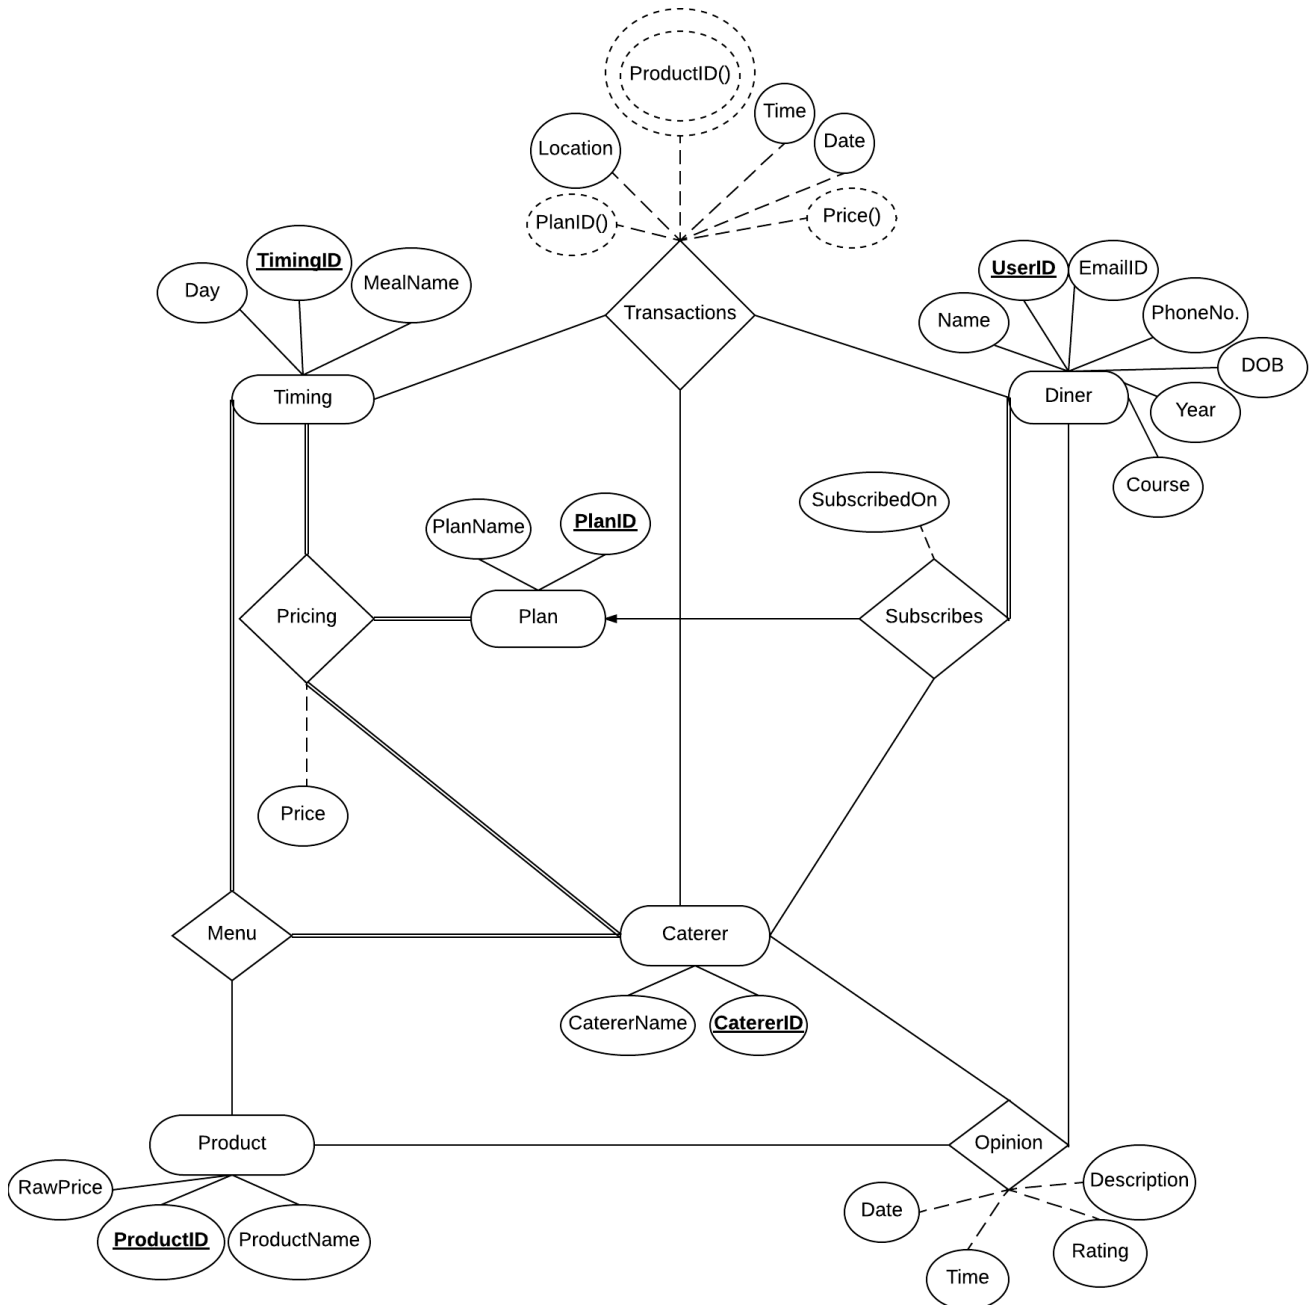 ProductID()
Time
Date
Location
PlanID()
Price()
TimingID
Day
MealName
Transactions
UserID
EmailID
Name
PhoneNo.
DOB
Year
Course
Timing
Diner
SubscribedOn
PlanName
PlanID
Pricing
Plan
Subscribes
Price
Menu
Caterer
CatererName
CatererID
Product
Opinion
RawPrice
ProductID
ProductName
Description
Date
Rating
Time